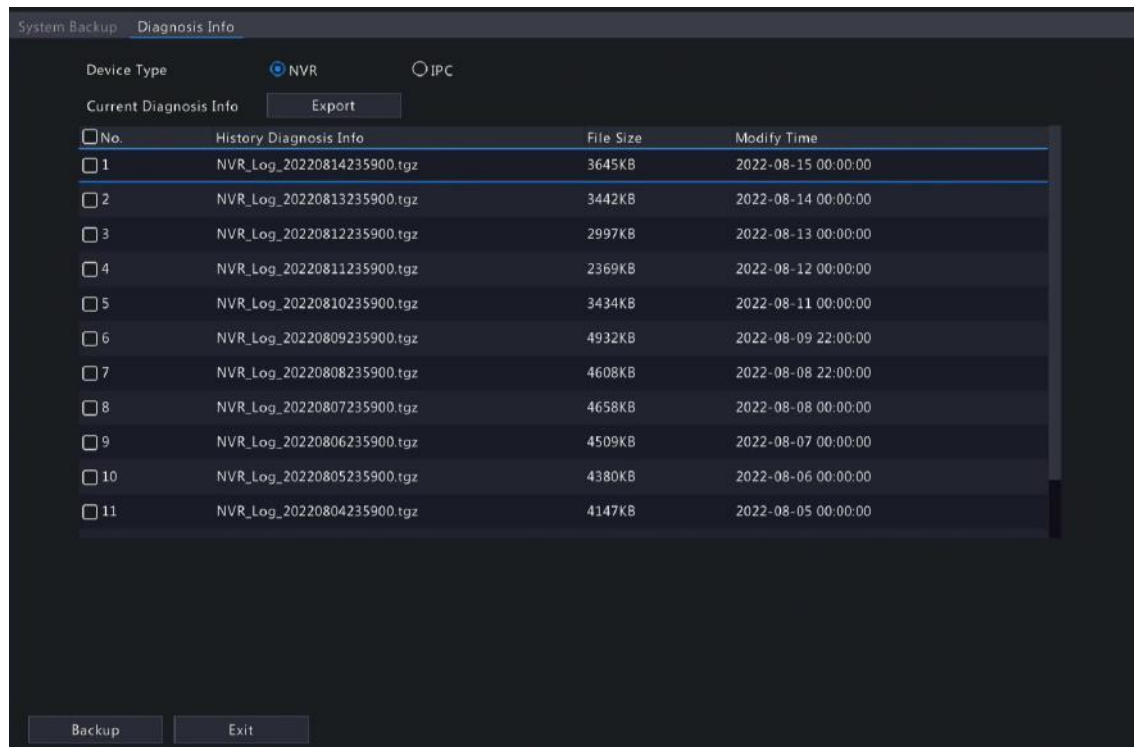 System Backup Diagnosis Info
Device Type NVR IPC
Current Diagnosis Info Export
No. History Diagnosis Info File Size Modify Time
1 NVR_Log_20220814235900.tgz 3645KB 2022-08-15 00:00:00
2 NVR_Log_20220813235900.tgz 3442KB 2022-08-14 00:00:00
3 NVR_Log_20220812235900.tgz 2997KB 2022-08-13 00:00:00
4 NVR_Log_20220811235900.tgz 2369KB 2022-08-12 00:00:00
5 NVR_Log_20220810235900.tgz 3434KB 2022-08-11 00:00:00
6 NVR_Log_20220809235900.tgz 4932KB 2022-08-09 22:00:00
7 NVR_Log_20220808235900.tgz 4608KB 2022-08-08 22:00:00
8 NVR_Log_20220807235900.tgz 4658KB 2022-08-08 00:00:00
9 NVR_Log_20220806235900.tgz 4509KB 2022-08-07 00:00:00
10 NVR_Log_20220805235900.tgz 4380KB 2022-08-06 00:00:00
11 NVR_Log_20220804235900.tgz 4147KB 2022-08-05 00:00:00
Backup Exit